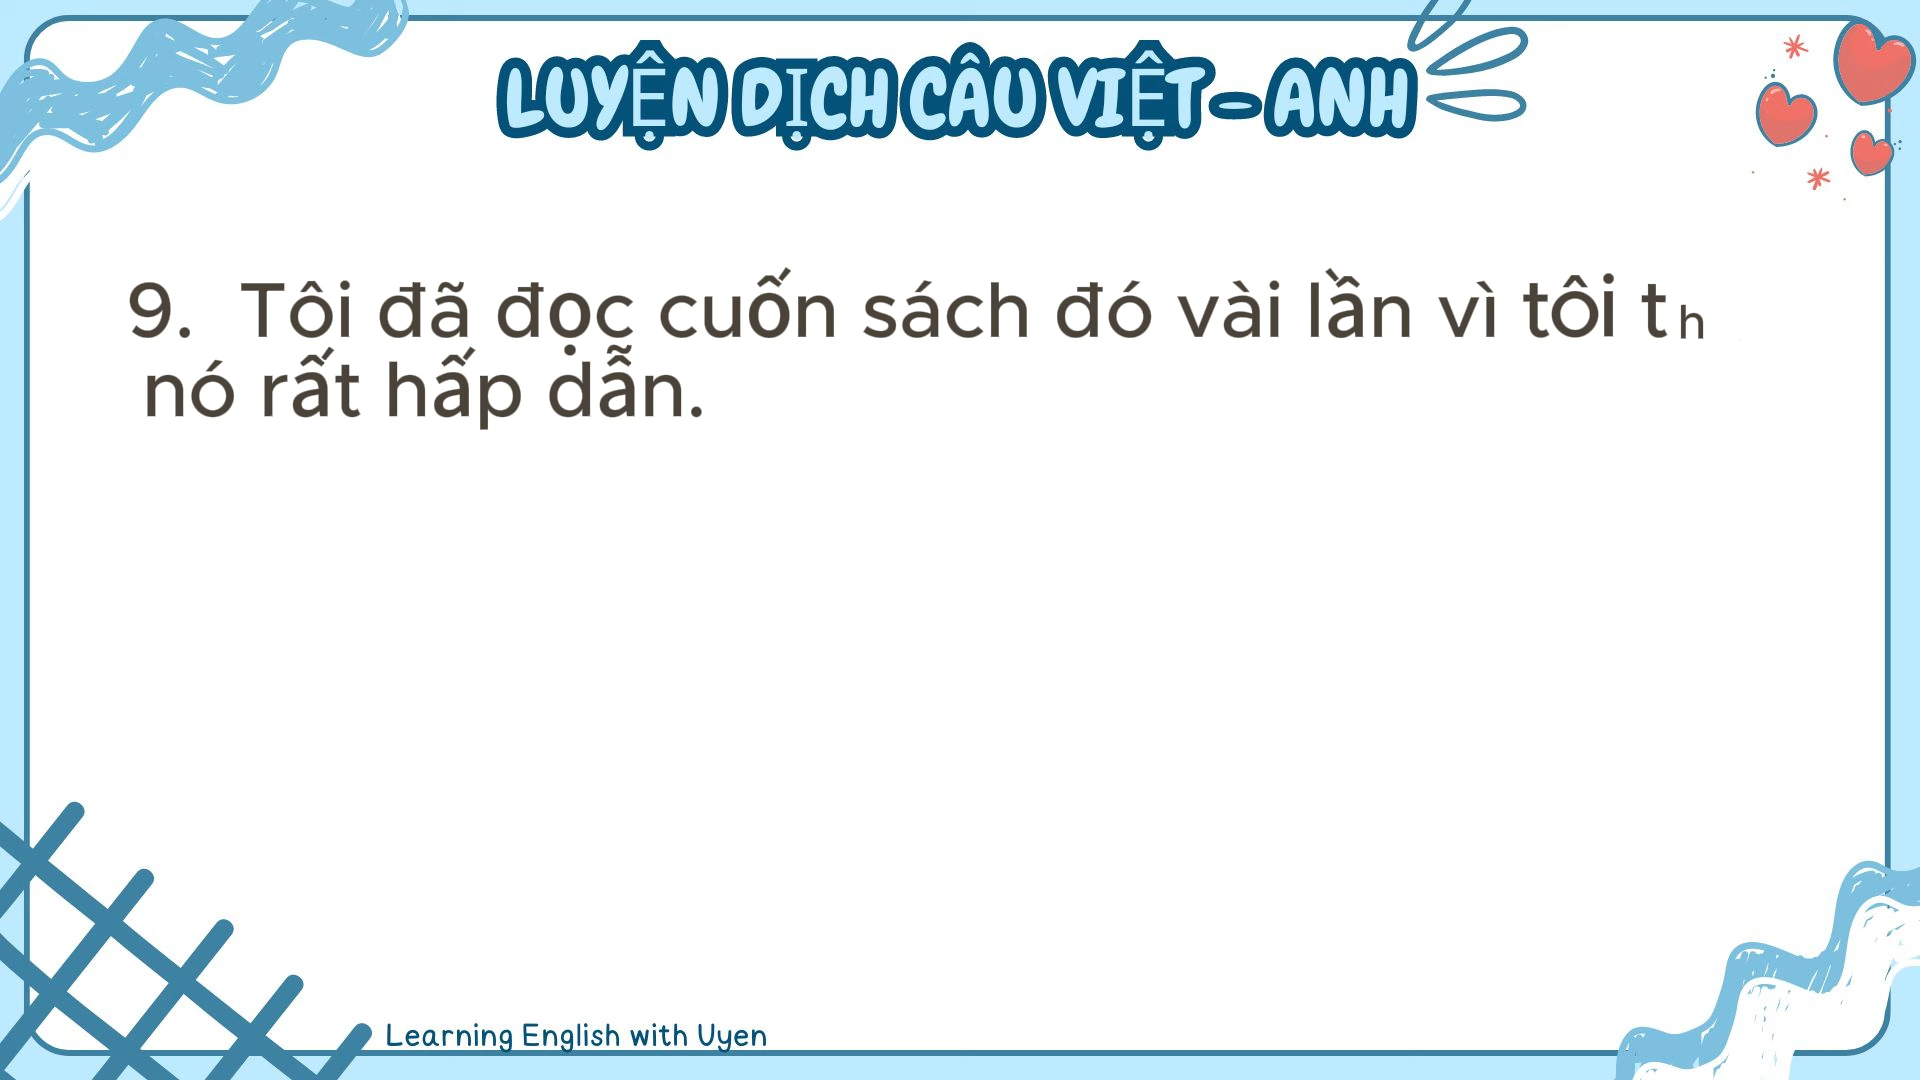 LUYỆN DỊCH CÂU VIỆT - ANH
9. Tôi đã đọc cuốn sách đó vài lần vì tôi th
nó rất hấp dẫn.
Learning English with Uyen